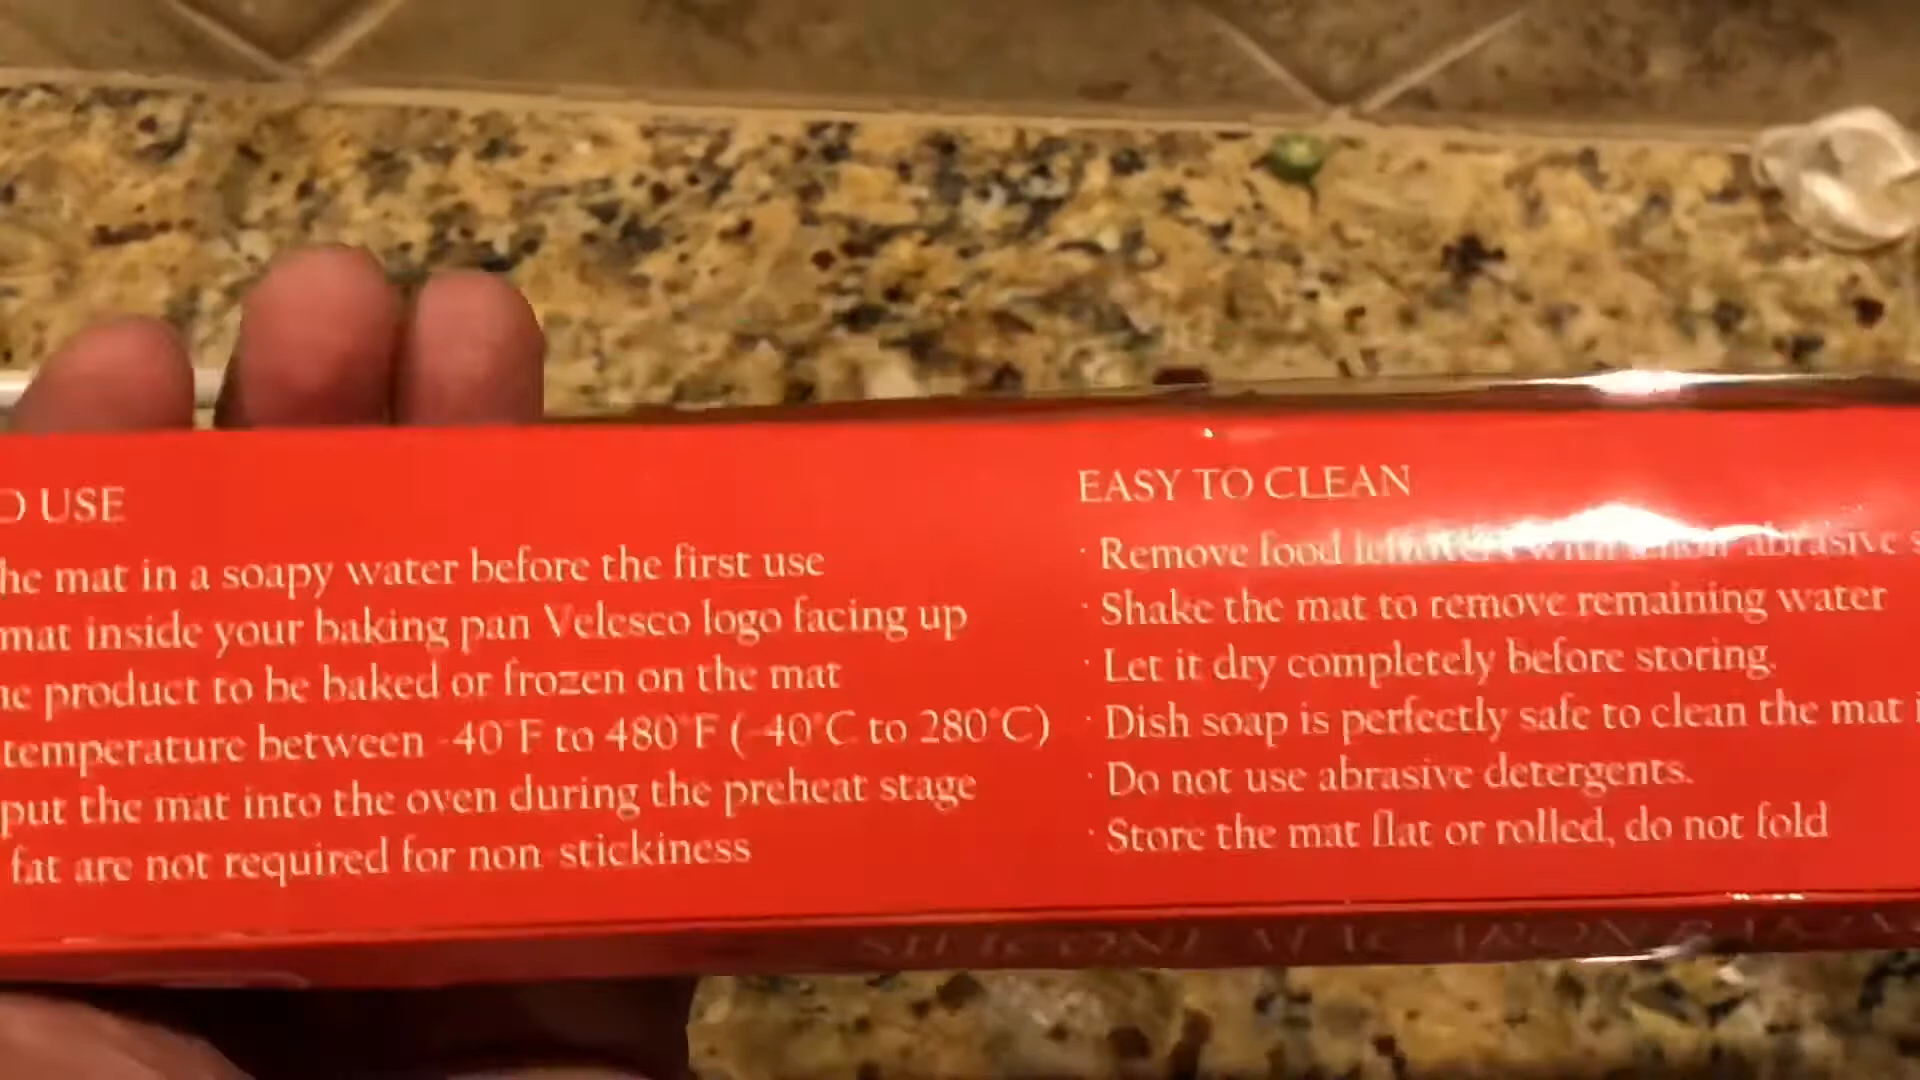 O USE
he mat in a soapy water before the first use
mat inside your baking pan Velesco logo facing up
he product to be baked or frozen on the mat
temperature between -40°F to 480°F (-40°C to 280°C)
put the mat into the oven during the preheat stage
fat are not required for non stickiness
EASY TO CLEAN
· Remove food leftovers with a non abrasive s
· Shake the mat to remove remaining water
· Let it dry completely before storing.
· Dish soap is perfectly safe to clean the mat i
· Do not use abrasive detergents.
· Store the mat flat or rolled, do not fold
SILICONE MACARON BAKING